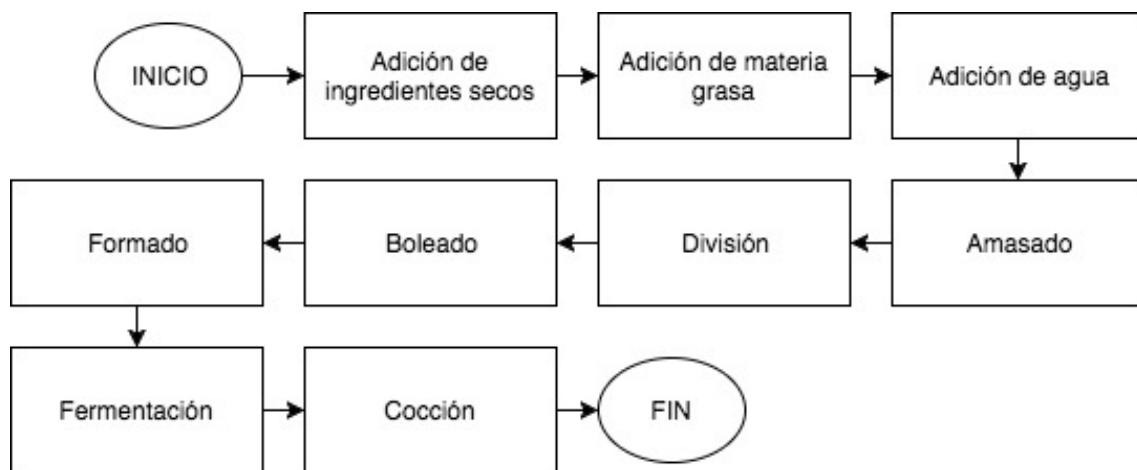 INICIO
Adición de
ingredientes secos
Adición de materia
grasa
Adición de agua
Amasado
División
Boleado
Formado
Fermentación
Cocción
FIN